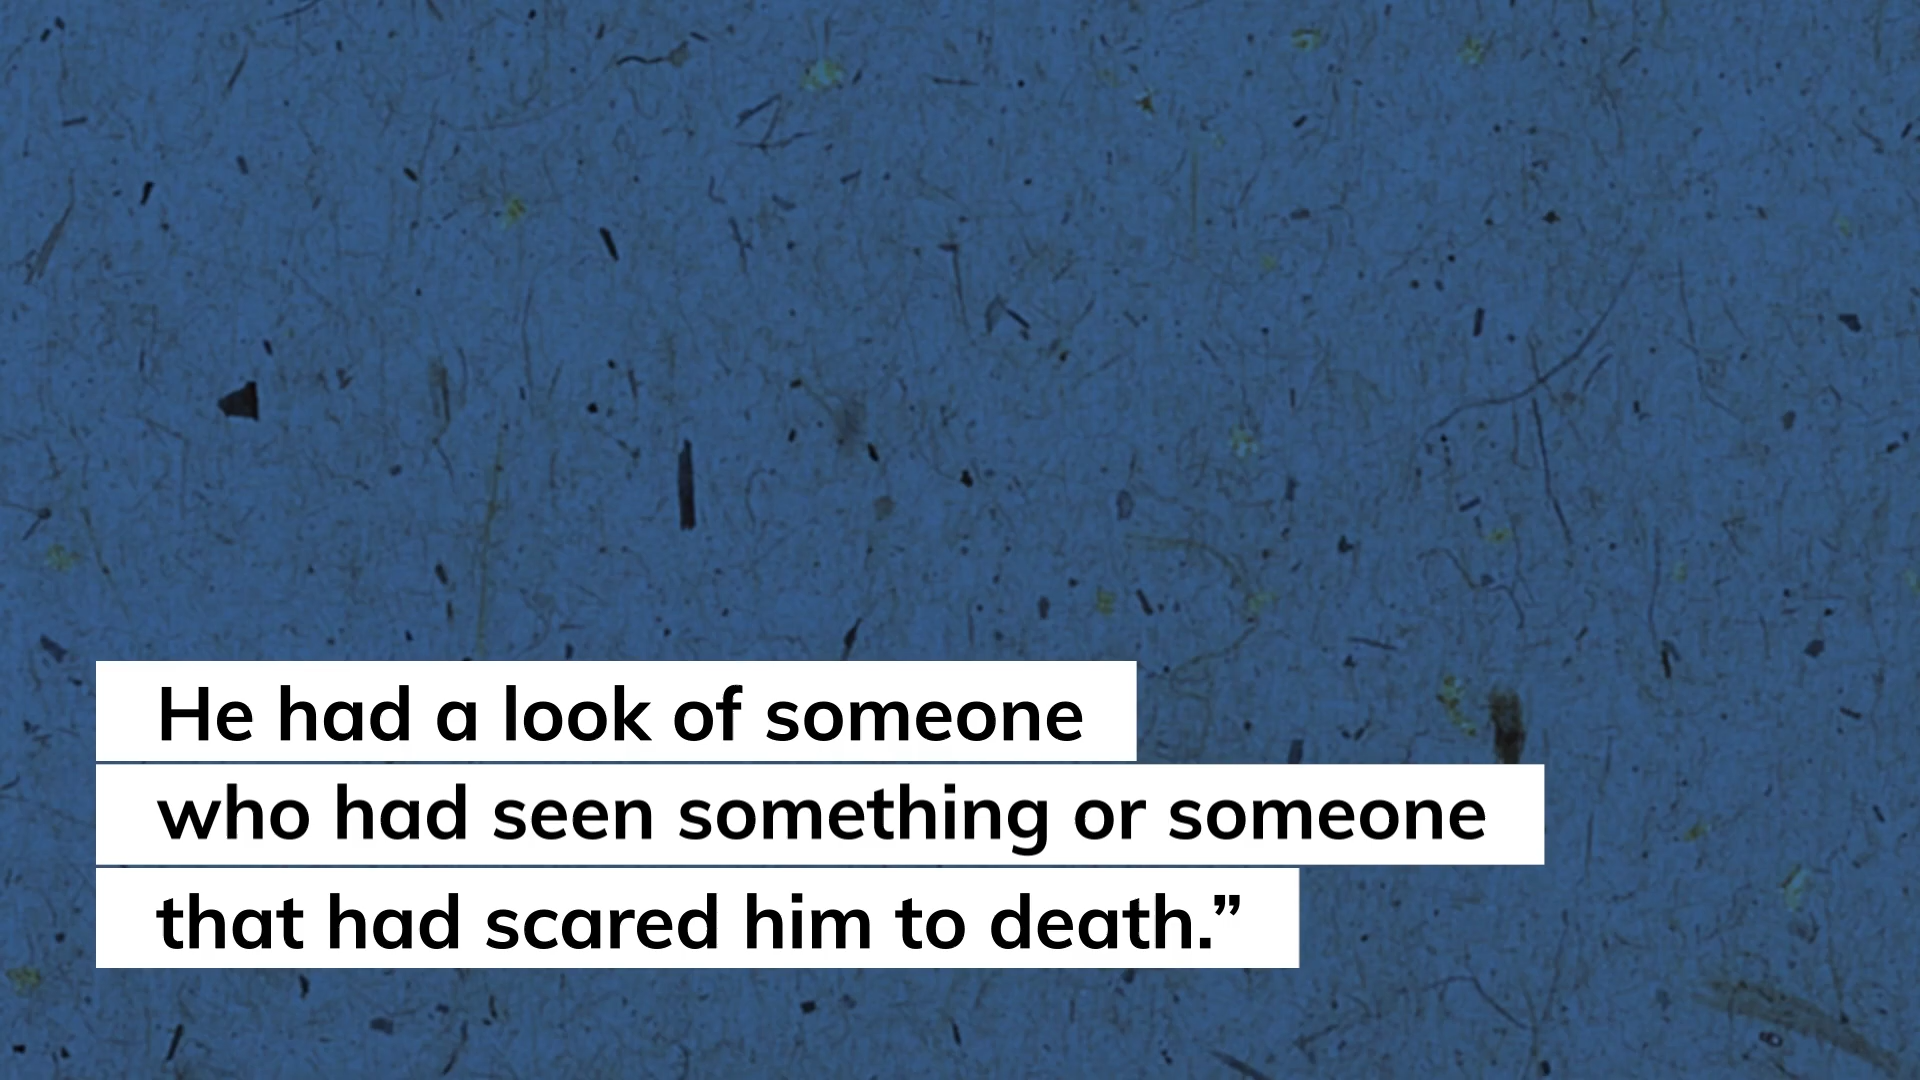 He had a look of someone
who had seen something or someone
that had scared him to death.”